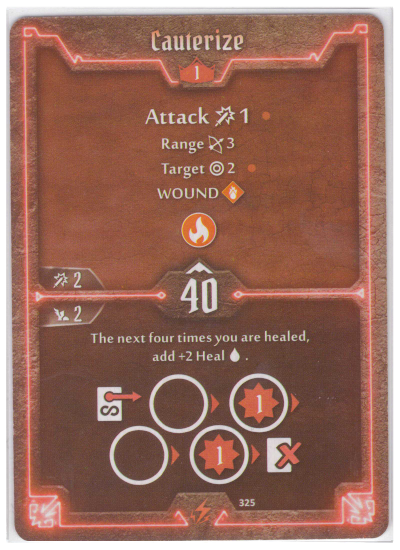 Cauterize
1
Attack 1
Range 3
Target 2
WOUND
2
40
2
The next four times you are healed,
add +2 Heal .
1
1
325